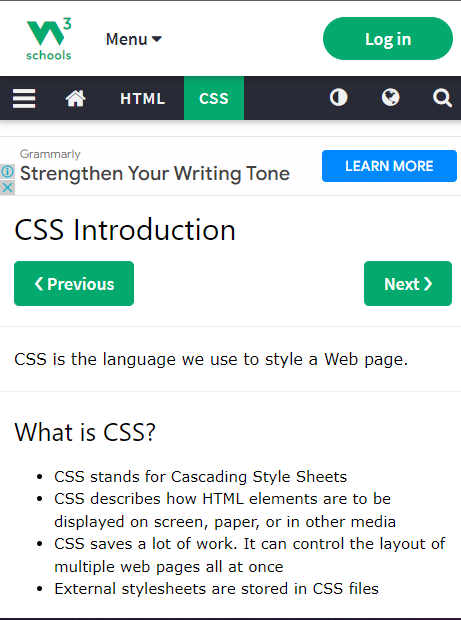 3
schools
Menu
Log in
HTML
CSS
Grammarly
Strengthen Your Writing Tone
LEARN MORE
CSS Introduction
❮ Previous
Next ❯
CSS is the language we use to style a Web page.
What is CSS?
• CSS stands for Cascading Style Sheets
• CSS describes how HTML elements are to be
displayed on screen, paper, or in other media
• CSS saves a lot of work. It can control the layout of
multiple web pages all at once
• External stylesheets are stored in CSS files